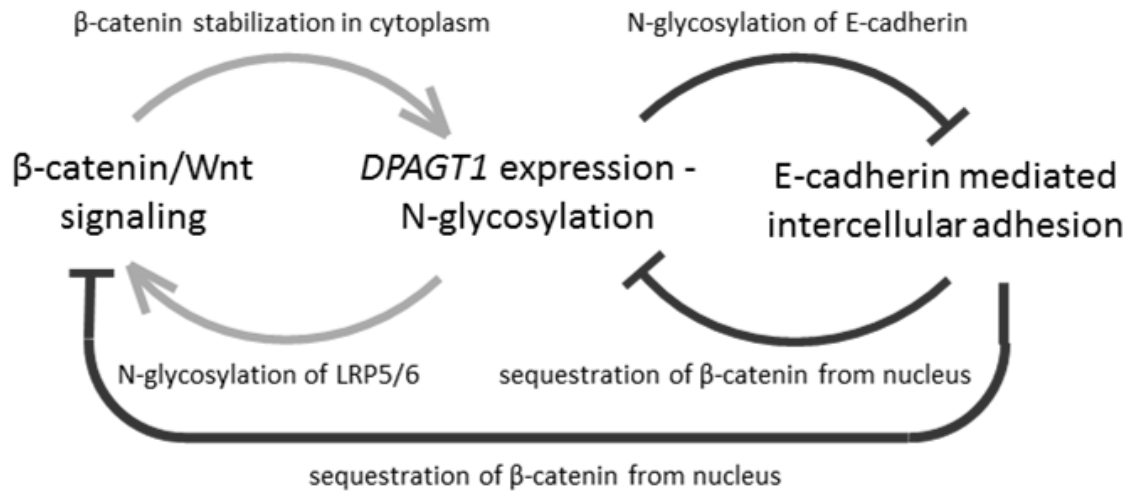 β-catenin stabilization in cytoplasm
N-glycosylation of E-cadherin
β-catenin/Wnt
signaling
DPAGT1 expression -
N-glycosylation
E-cadherin mediated
intercellular adhesion
N-glycosylation of LRP5/6
sequestration of β-catenin from nucleus
sequestration of β-catenin from nucleus